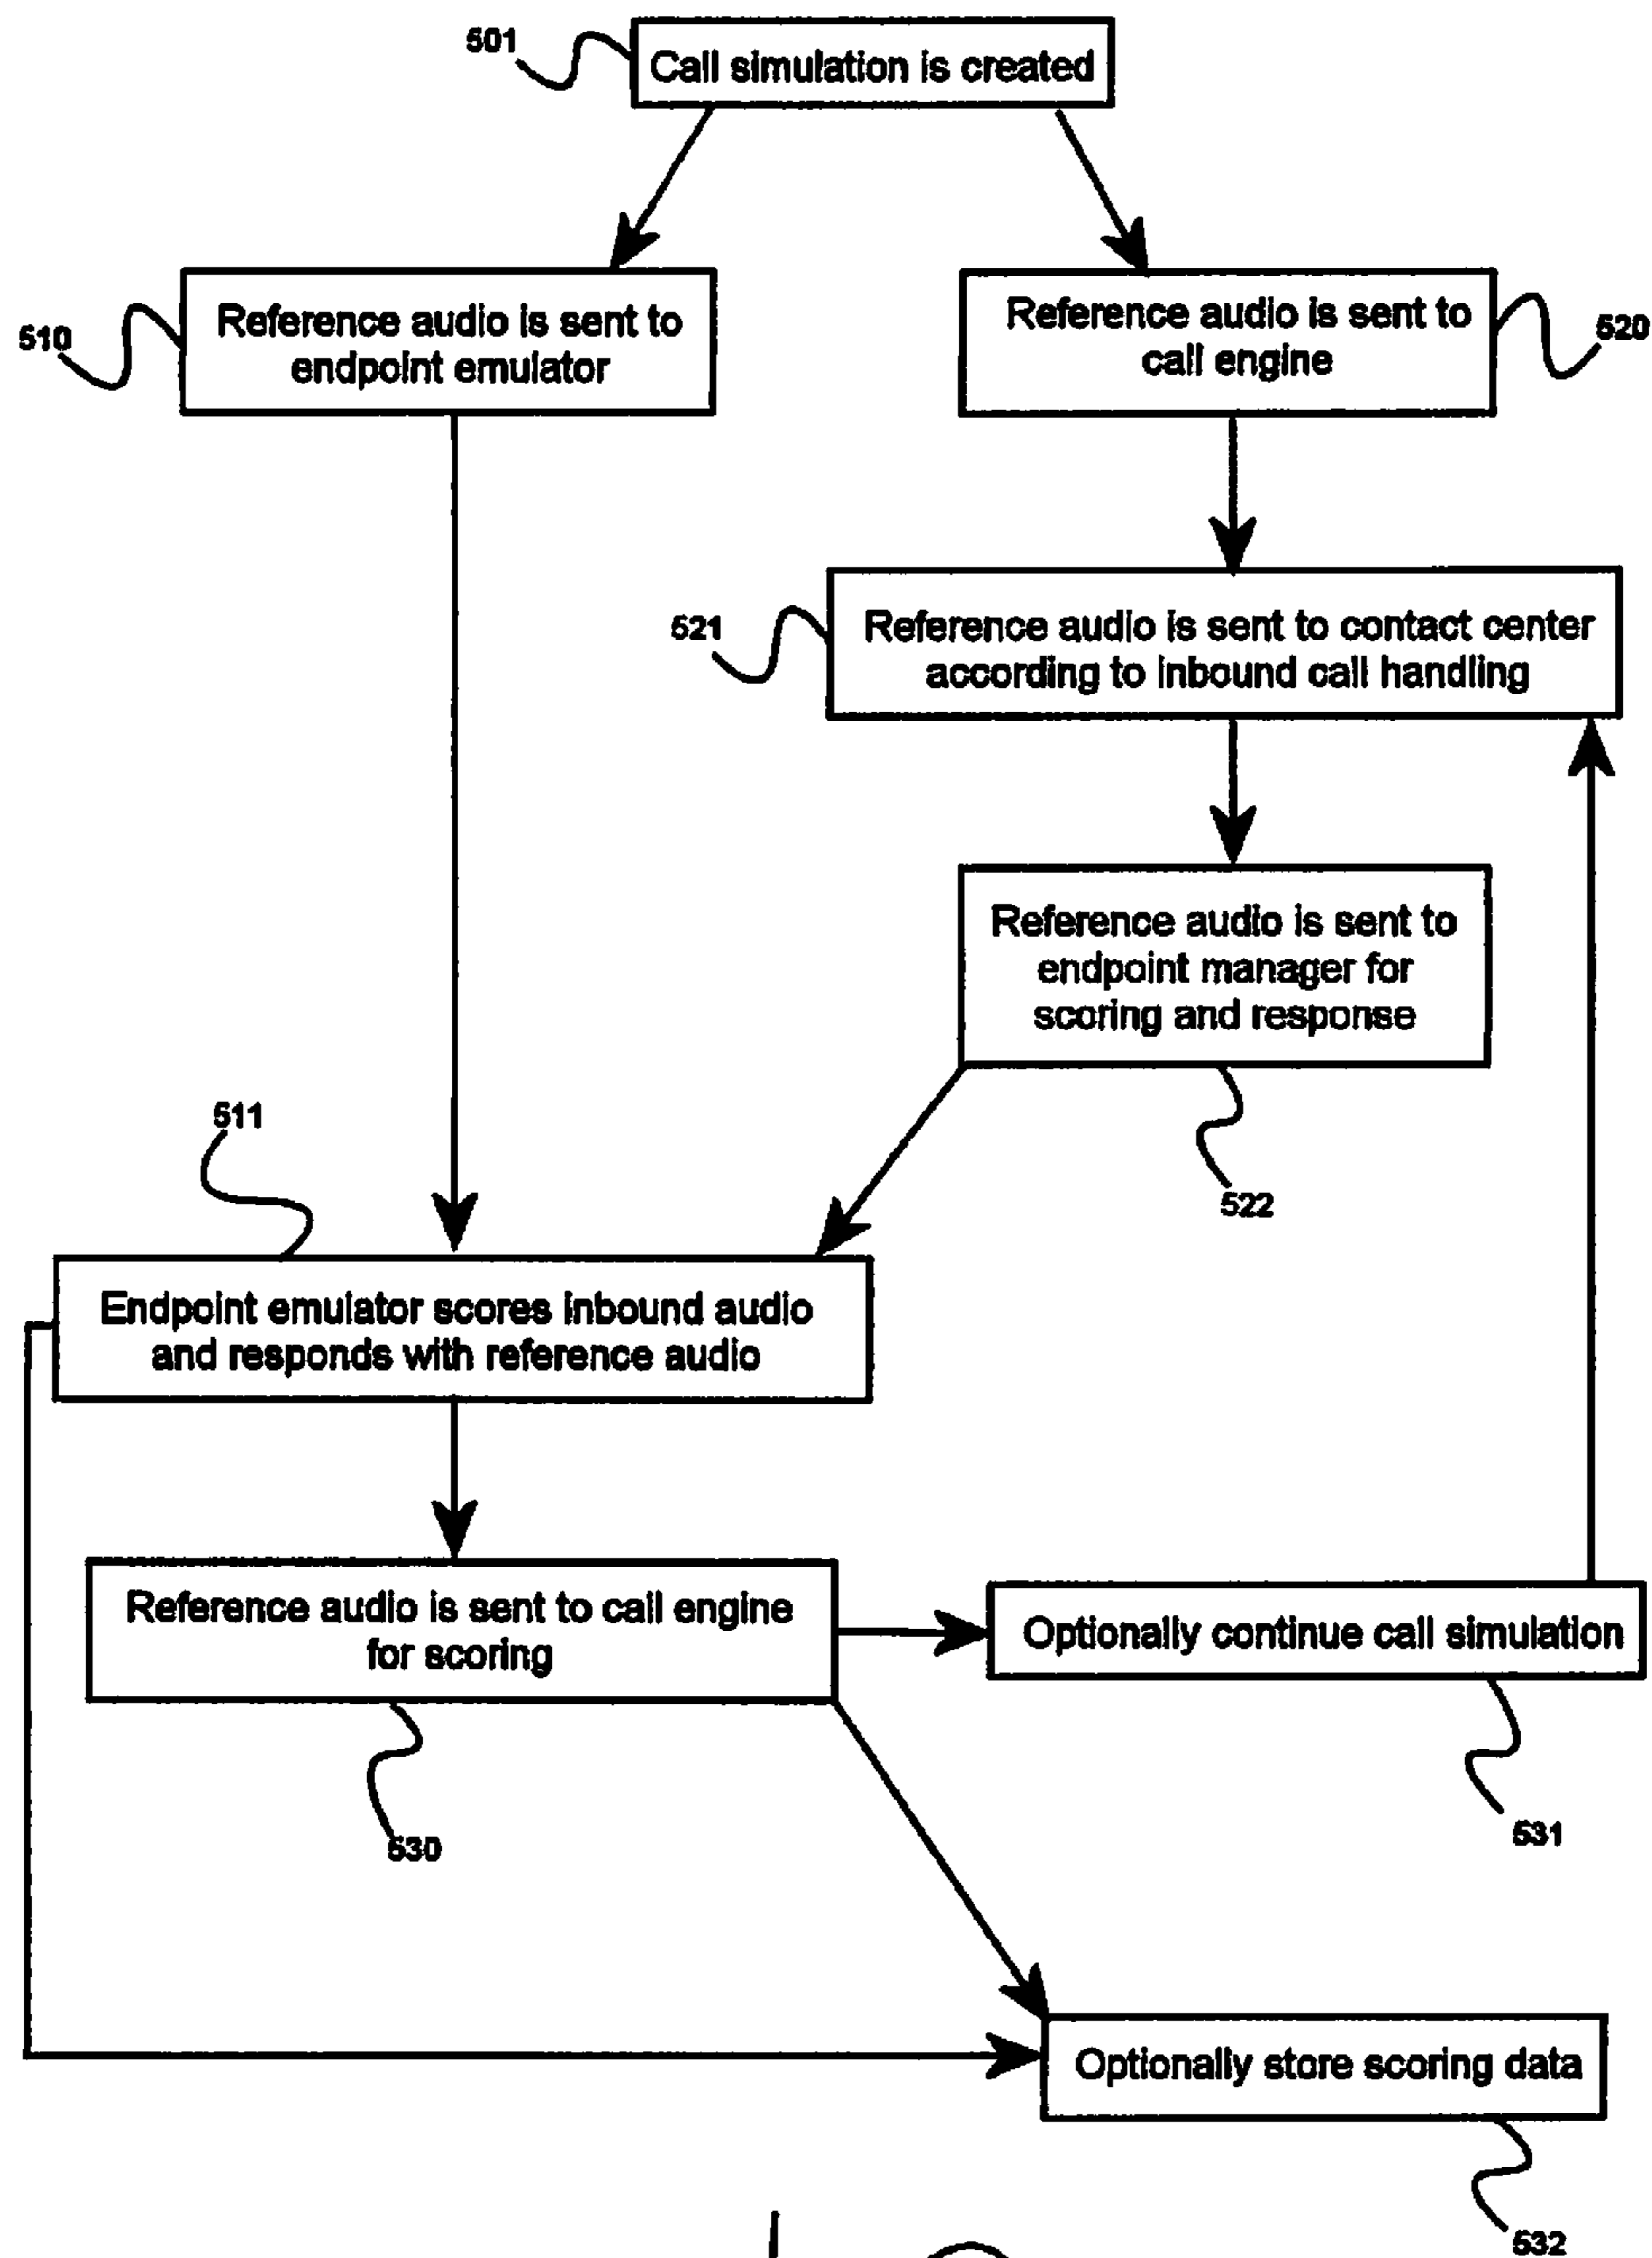 501
Call simulation is created
510
Reference audio is sent to
endpoint emulator
Reference audio is sent to
call engine
520
521
Reference audio is sent to contact center
according to inbound call handling
Reference audio is sent to
endpoint manager for
scoring and response
522
511
Endpoint emulator scores inbound audio
and responds with reference audio
Reference audio is sent to call engine
for scoring
530
Optionally continue call simulation
531
Optionally store scoring data
532